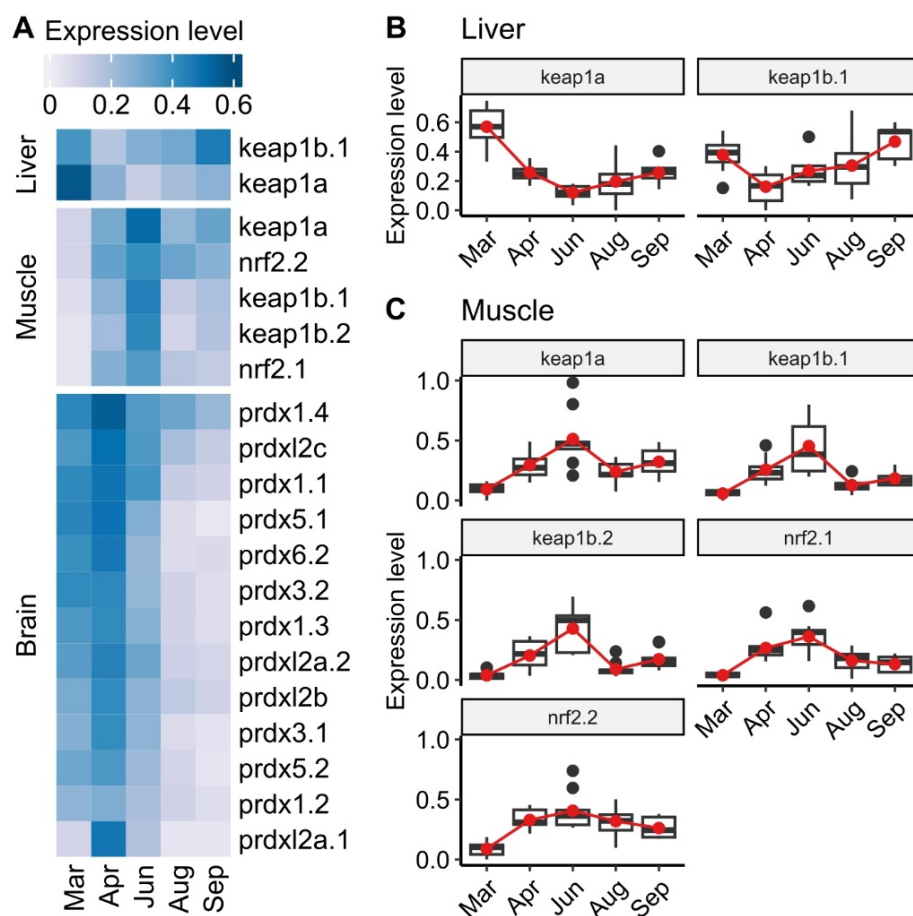 A Expression level
0 0.2 0.4 0.6
Liver
keap1b.1
keap1a
Muscle
keap1a
nrf2.2
keap1b.1
keap1b.2
nrf2.1
Brain
prdx1.4
prdxl2c
prdx1.1
prdx5.1
prdx6.2
prdx3.2
prdx1.3
prdxl2a.2
prdxl2b
prdx3.1
prdx5.2
prdx1.2
prdxl2a.1
Mar Apr Jun Aug Sep
B Liver
keap1a keap1b.1
Expression level
0.6
0.4
0.2
0.0
Mar Apr Jun Aug Sep Mar Apr Jun Aug Sep
C Muscle
keap1a keap1b.1
Expression level
1.0
0.5
0.0
keap1b.2 nrf2.1
Expression level
1.0
0.5
0.0
Mar Apr Jun Aug Sep
nrf2.2
1.0
0.5
0.0
Mar Apr Jun Aug Sep